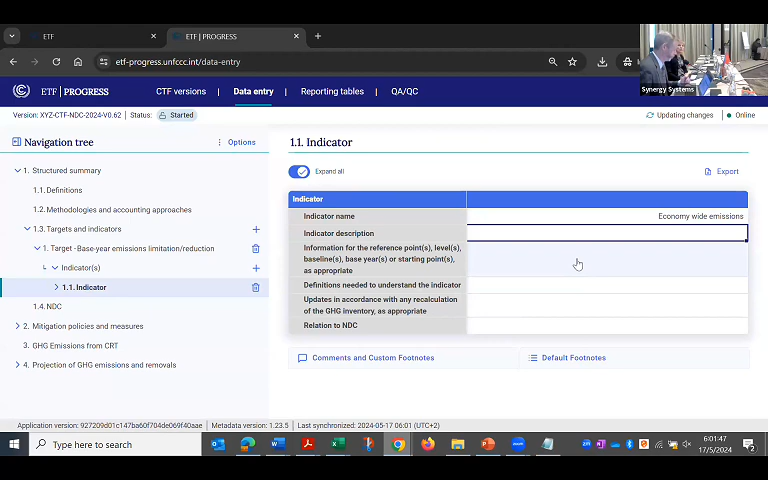 ETF
ETF | PROGRESS
etf-progress.unfccc.int/data-entry
Synergy Systems
ETF | PROGRESS
CTF versions
Data entry
Reporting tables
QA/QC
Version: XYZ-CTF-NDC-2024-V0.62
Status:
Started
Updating changes
Online
Navigation tree
Options
1. Structured summary
1.1. Definitions
1.2. Methodologies and accounting approaches
1.3. Targets and indicators
1. Target -Base-year emissions limitation/reduction
Indicator(s)
1.1. Indicator
1.4. NDC
2. Mitigation policies and measures
3. GHG Emissions from CRT
4. Projection of GHG emissions and removals
1.1. Indicator
Expand all
Export
Indicator
Indicator name
Economy wide emissions
Indicator description
Information for the reference point(s), level(s),
baseline(s), base year(s) or starting point(s),
as appropriate
Definitions needed to understand the indicator
Updates in accordance with any recalculation
of the GHG inventory, as appropriate
Relation to NDC
Comments and Custom Footnotes
Default Footnotes
Application version: 927209d01c147ba60f704de069f40aae
Metadata version: 1.23.5
Last synchronized: 2024-05-17 06:01 (UTC+2)
Type here to search
6:01:47
17/5/2024